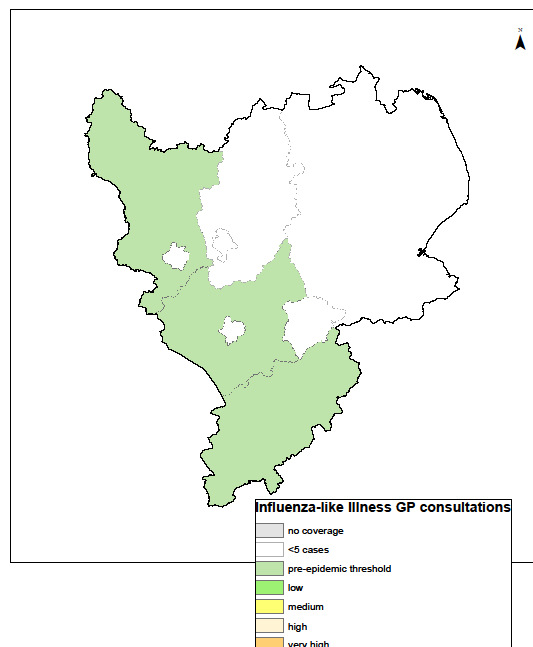 N
Influenza-like Illness GP consultations
no coverage
<5 cases
pre-epidemic threshold
low
medium
high
very high